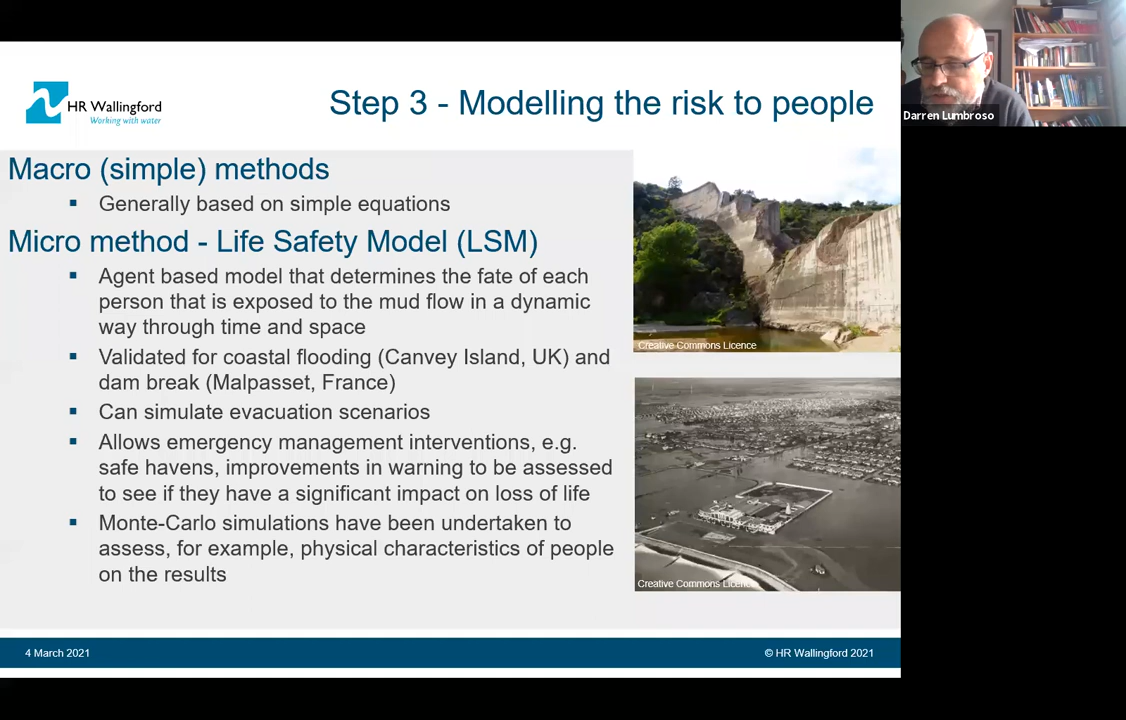 HR Wallingford
Working with water
Step 3 - Modelling the risk to people
Darren Lumbroso
Macro (simple) methods
▪ Generally based on simple equations
Micro method - Life Safety Model (LSM)
▪ Agent based model that determines the fate of each
person that is exposed to the mud flow in a dynamic
way through time and space
▪ Validated for coastal flooding (Canvey Island, UK) and
dam break (Malpasset, France)
▪ Can simulate evacuation scenarios
▪ Allows emergency management interventions, e.g.
safe havens, improvements in warning to be assessed
to see if they have a significant impact on loss of life
▪ Monte-Carlo simulations have been undertaken to
assess, for example, physical characteristics of people
on the results
Creative Commons Licence
Creative Commons Licence
4 March 2021
© HR Wallingford 2021